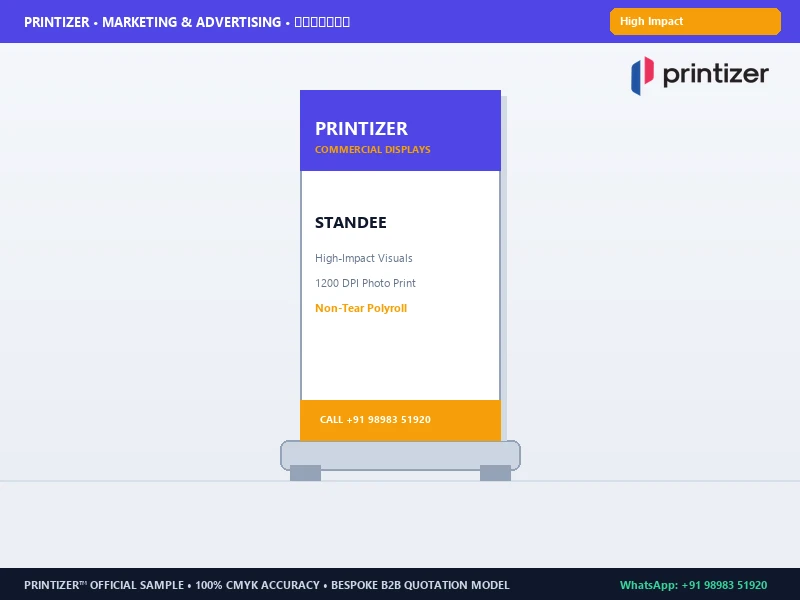 PRINTIZER • MARKETING & ADVERTISING •
High Impact
printizer
PRINTIZER
COMMERCIAL DISPLAYS
STANDEE
High-Impact Visuals
1200 DPI Photo Print
Non-Tear Polyroll
CALL +91 98983 51920
PRINTIZER™ OFFICIAL SAMPLE • 100% CMYK ACCURACY • BESPOKE B2B QUOTATION MODEL
WhatsApp: +91 98983 51920